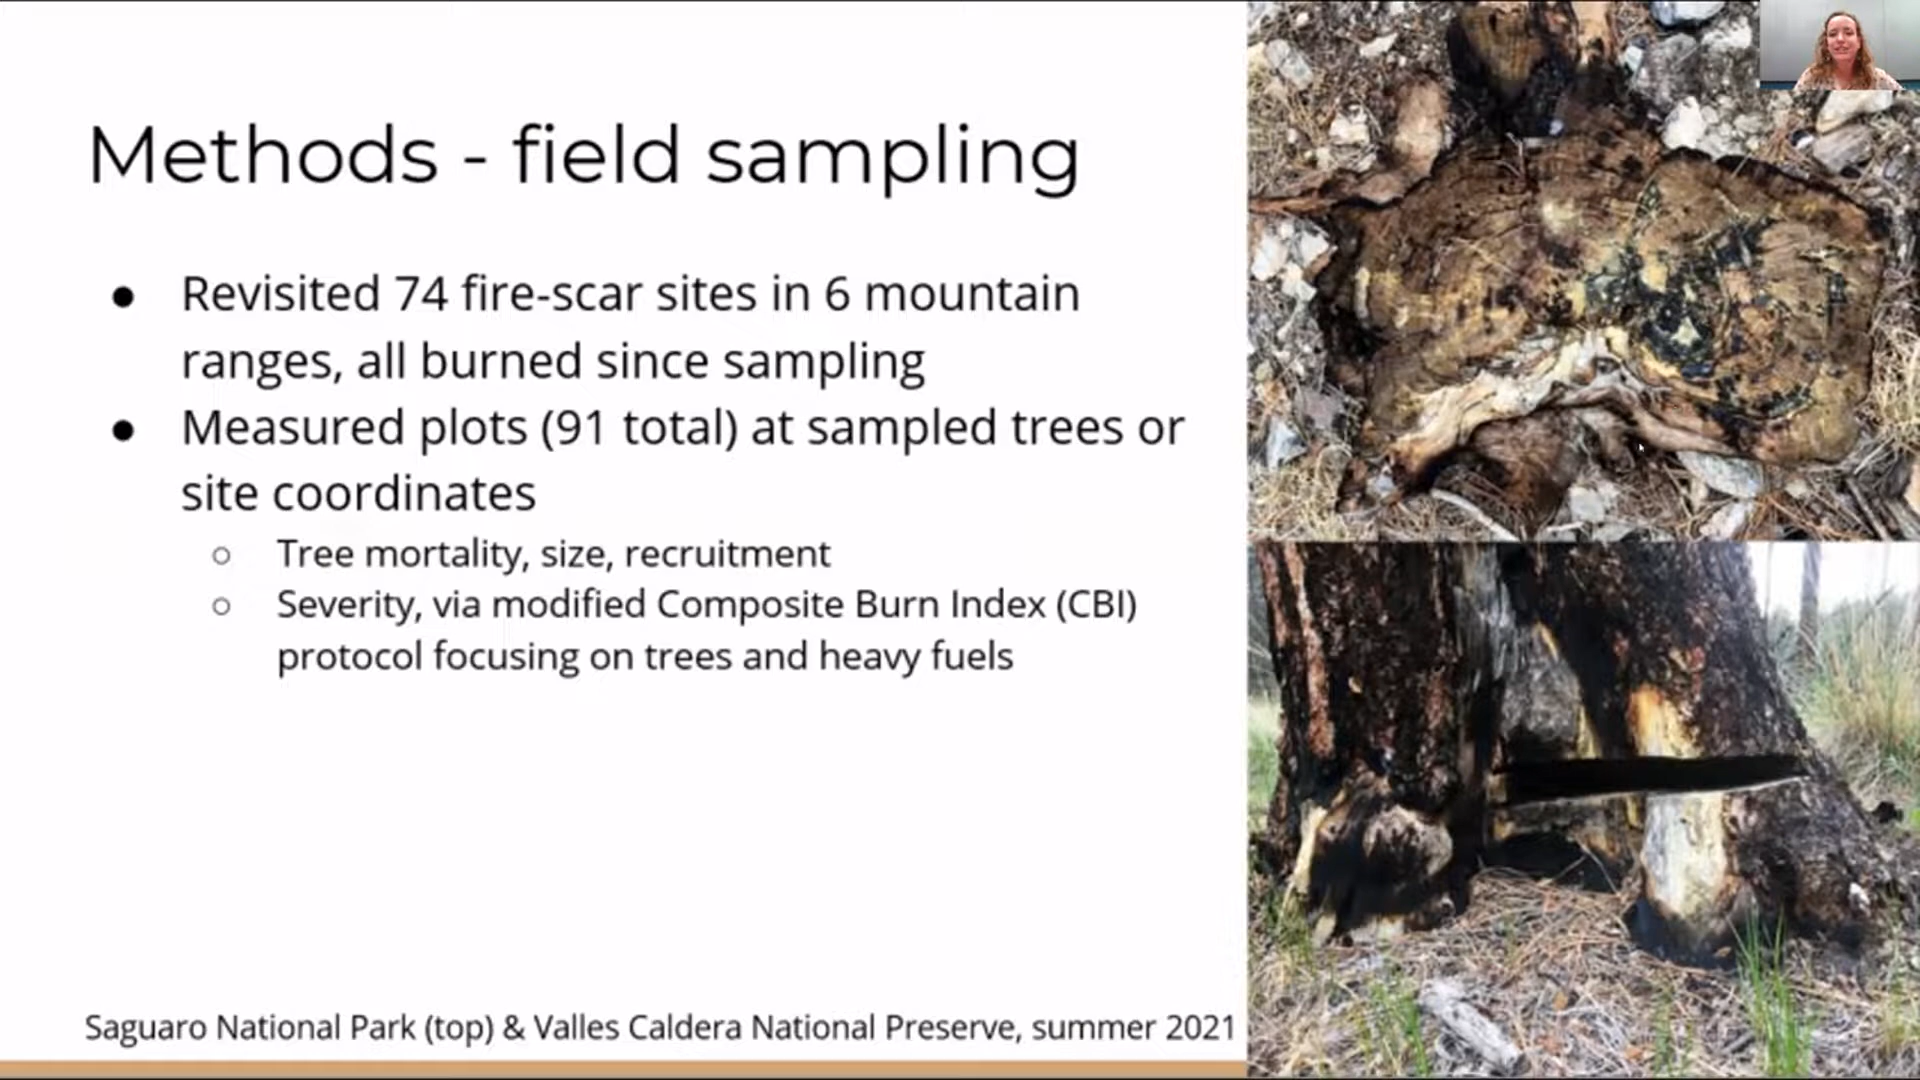 Methods - field sampling
● Revisited 74 fire-scar sites in 6 mountain
ranges, all burned since sampling
● Measured plots (91 total) at sampled trees or
site coordinates
○ Tree mortality, size, recruitment
○ Severity, via modified Composite Burn Index (CBI)
protocol focusing on trees and heavy fuels
Saguaro National Park (top) & Valles Caldera National Preserve, summer 2021